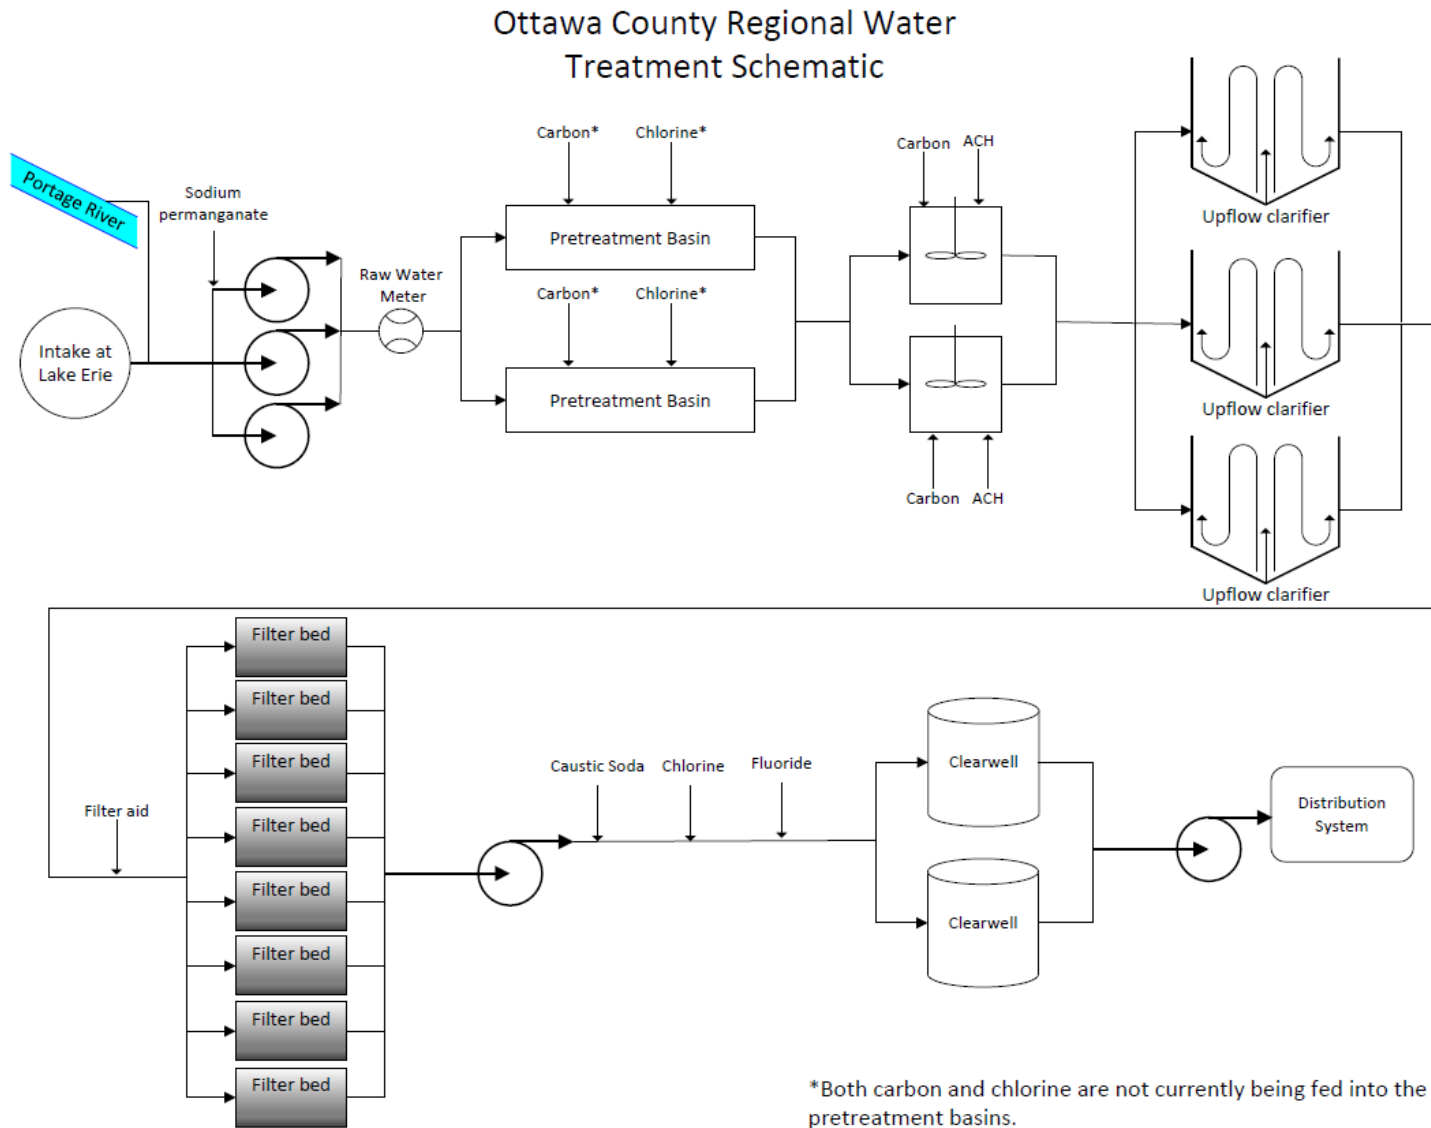 Ottawa County Regional Water
Treatment Schematic
Portage River
Sodium
permanganate
Intake at
Lake Erie
Raw Water
Meter
Carbon*
Chlorine*
Pretreatment Basin
Carbon*
Chlorine*
Pretreatment Basin
Carbon
ACH
Carbon
ACH
Upflow clarifier
Upflow clarifier
Upflow clarifier
Filter aid
Filter bed
Filter bed
Filter bed
Filter bed
Filter bed
Filter bed
Filter bed
Filter bed
Caustic Soda
Chlorine
Fluoride
Clearwell
Clearwell
Distribution
System
*Both carbon and chlorine are not currently being fed into the
pretreatment basins.